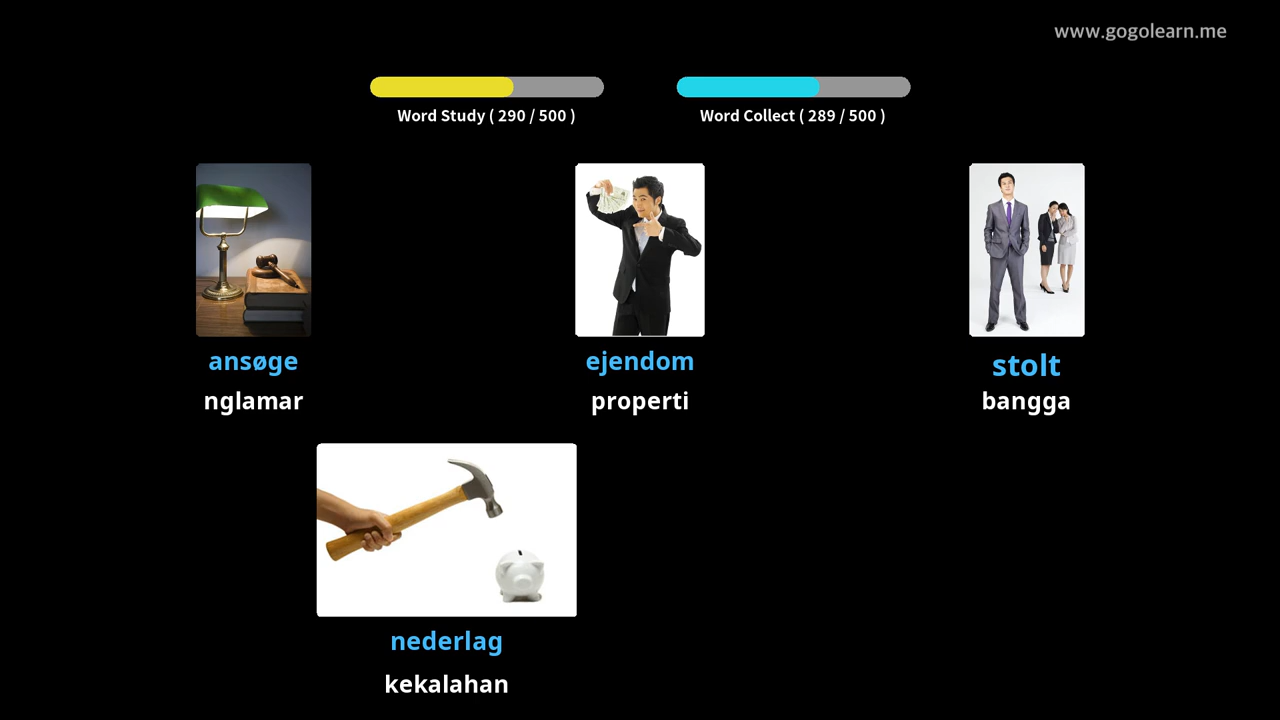 www.gogolearn.me
Word Study ( 290 / 500 )
Word Collect ( 289 / 500 )
ansøge
nglamar
ejendom
properti
stolt
bangga
nederlag
kekalahan